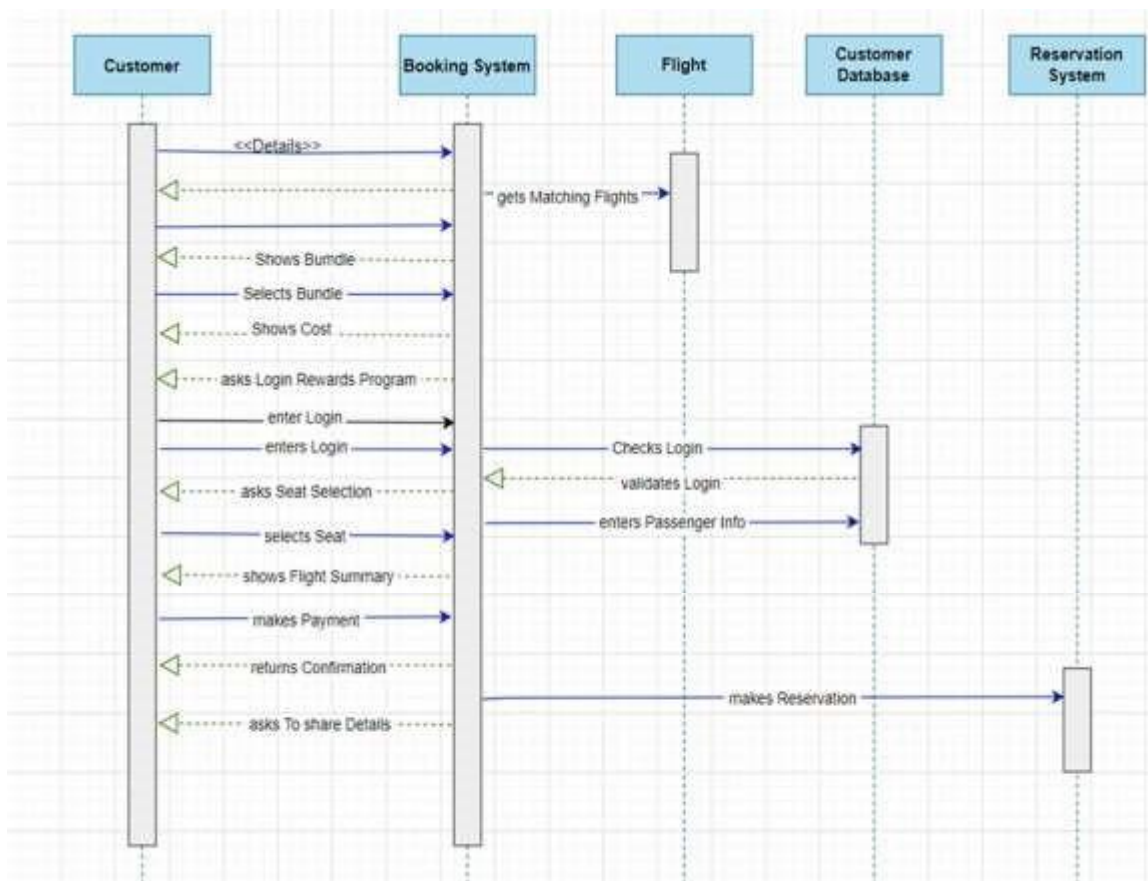 Customer
Booking System
Flight
Customer
Database
Reservation
System
<<Details>>
gets Matching Flights
Shows Bumdle
Selects Bundle
Shows Cost
asks Login Rewards Program
enter Login
enters Login
Checks Login
validates Login
asks Seat Selection
enters Passenger Info
selects Seat
shows Flight Summary
makes Payment
returns Confirmation
makes Reservation
asks To share Details